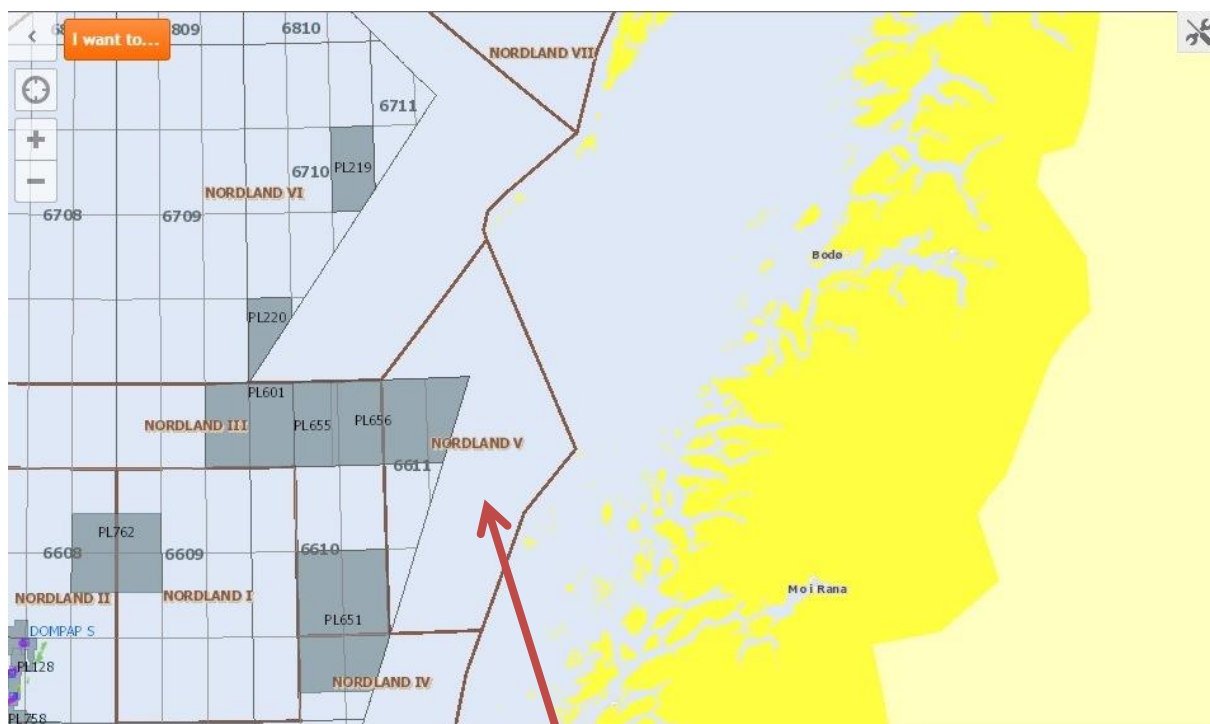 6809
6810
I want to...
NORDLAND VII
6711
6710
PL219
NORDLAND VI
6708
6709
Bodø
PL220
PL601
NORDLAND III
PL655
PL656
NORDLAND V
6611
PL762
6608
6609
6610
NORDLAND II
NORDLAND I
Mo i Rana
PL651
DOMPAP S
PL128
NORDLAND IV
PL758